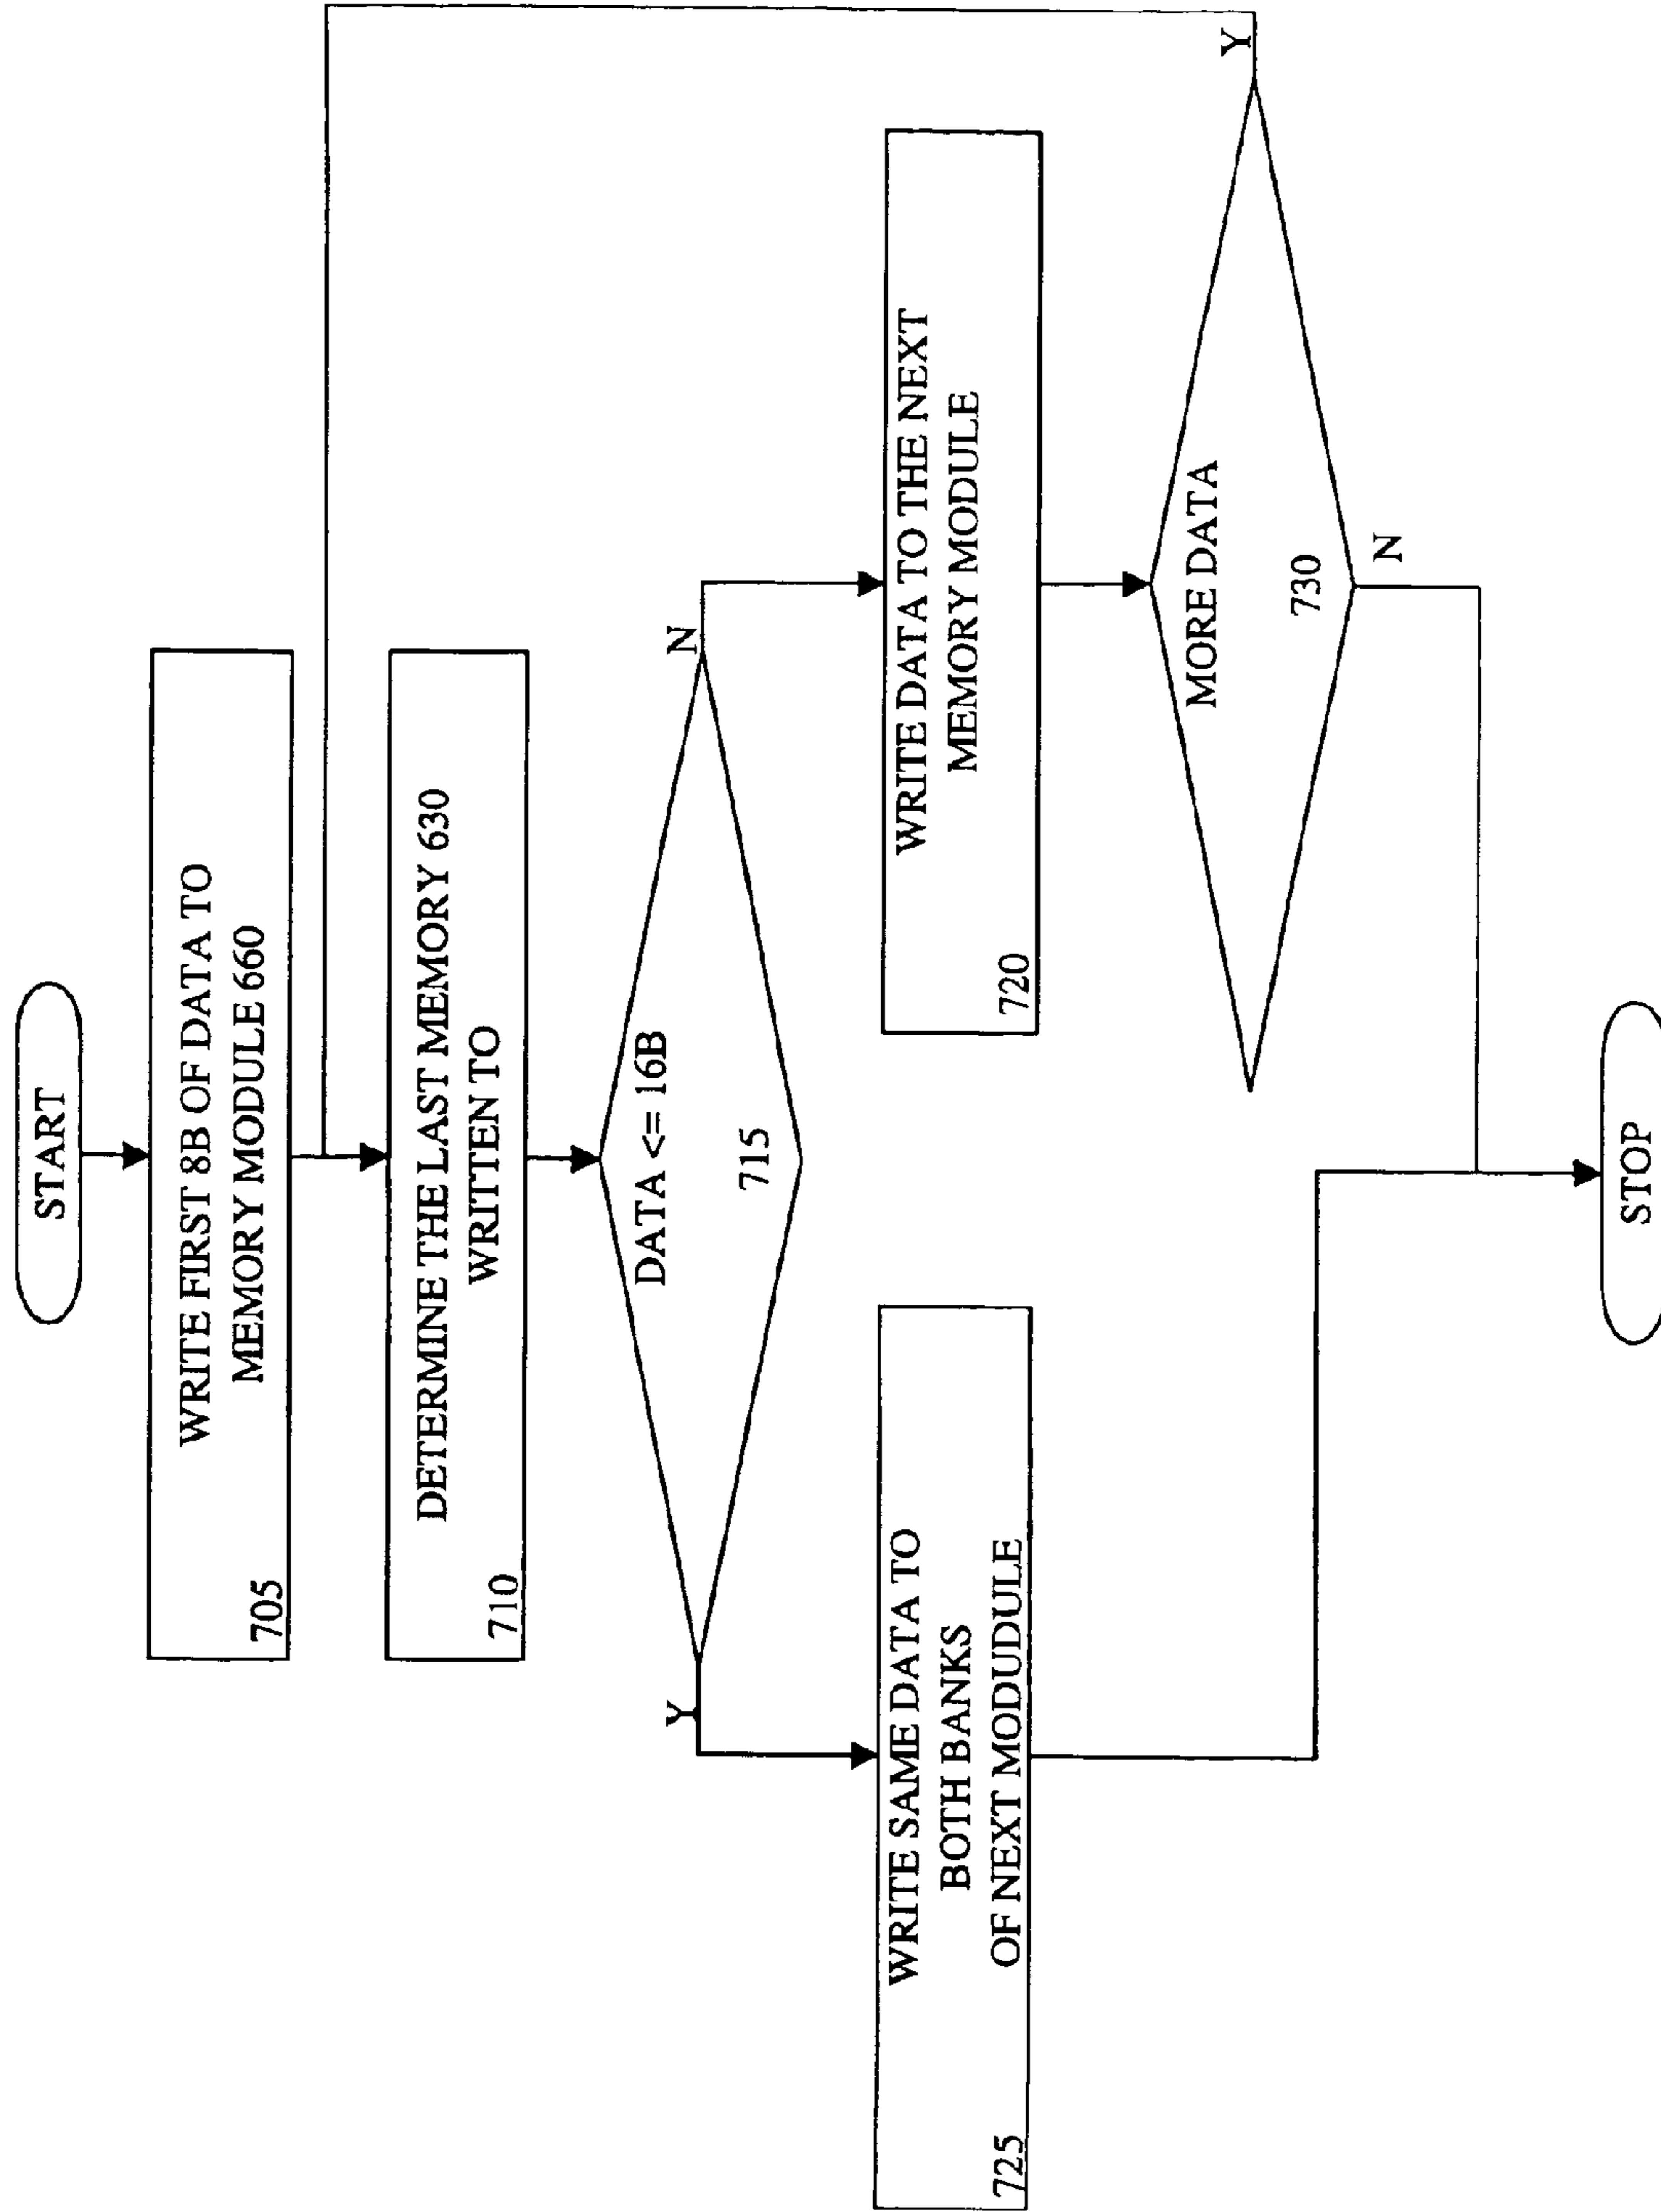 START
WRITE FIRST 8B OF DATA TO
MEMORY MODULE 660
705
DETERMINE THE LAST MEMORY 630
WRITTEN TO
710
DATA <= 16B
715
Y
N
WRITE SAME DATA TO
BOTH BANKS
OF NEXT MODUDULE
725
WRITE DATA TO THE NEXT
MEMORY MODULE
720
MORE DATA
730
Y
N
STOP